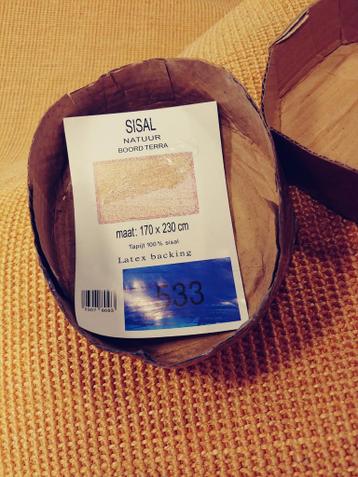 SISAL
NATUUR
BOORD TERRA
maat: 170 x 230 cm
Tapijt 100% sisal
Latex backing
533